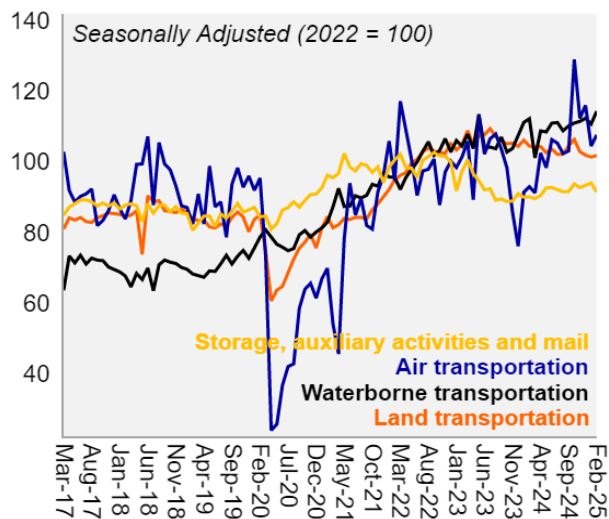 140
Seasonally Adjusted (2022 = 100)
120
100
80
60
Storage, auxiliary activities and mail
Air transportation
40
Waterborne transportation
Land transportation
Mar-17
Aug-17
Jan-18
Jun-18
Nov-18
Apr-19
Sep-19
Feb-20
Jul-20
Dec-20
May-21
Oct-21
Mar-22
Aug-22
Jan-23
Jun-23
Nov-23
Apr-24
Sep-24
Feb-25